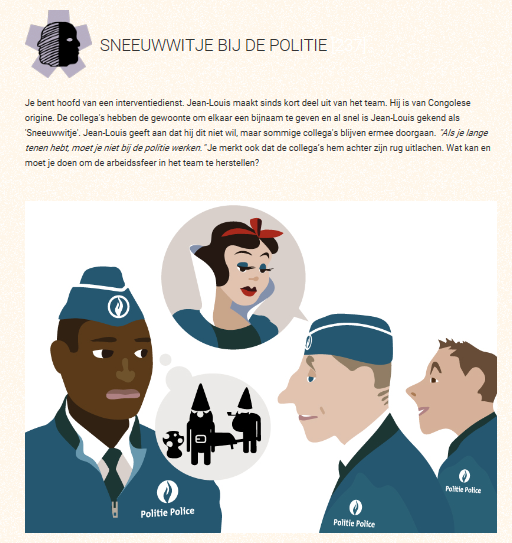 SNEEUWWITJE BIJ DE POLITIE
Je bent hoofd van een interventiedienst. Jean-Louis maakt sinds kort deel uit van het team. Hij is van Congolese
origine. De collega's hebben de gewoonte om elkaar een bijnaam te geven en al snel is Jean-Louis gekend als
'Sneeuwwitje'. Jean-Louis geeft aan dat hij dit niet wil, maar sommige collega's blijven ermee doorgaan. "Als je lange
tenen hebt, moet je niet bij de politie werken." Je merkt ook dat de collega's hem achter zijn rug uitlachen. Wat kan en
moet je doen om de arbeidssfeer in het team te herstellen?
Politie Police
Politie Police
Politie Police